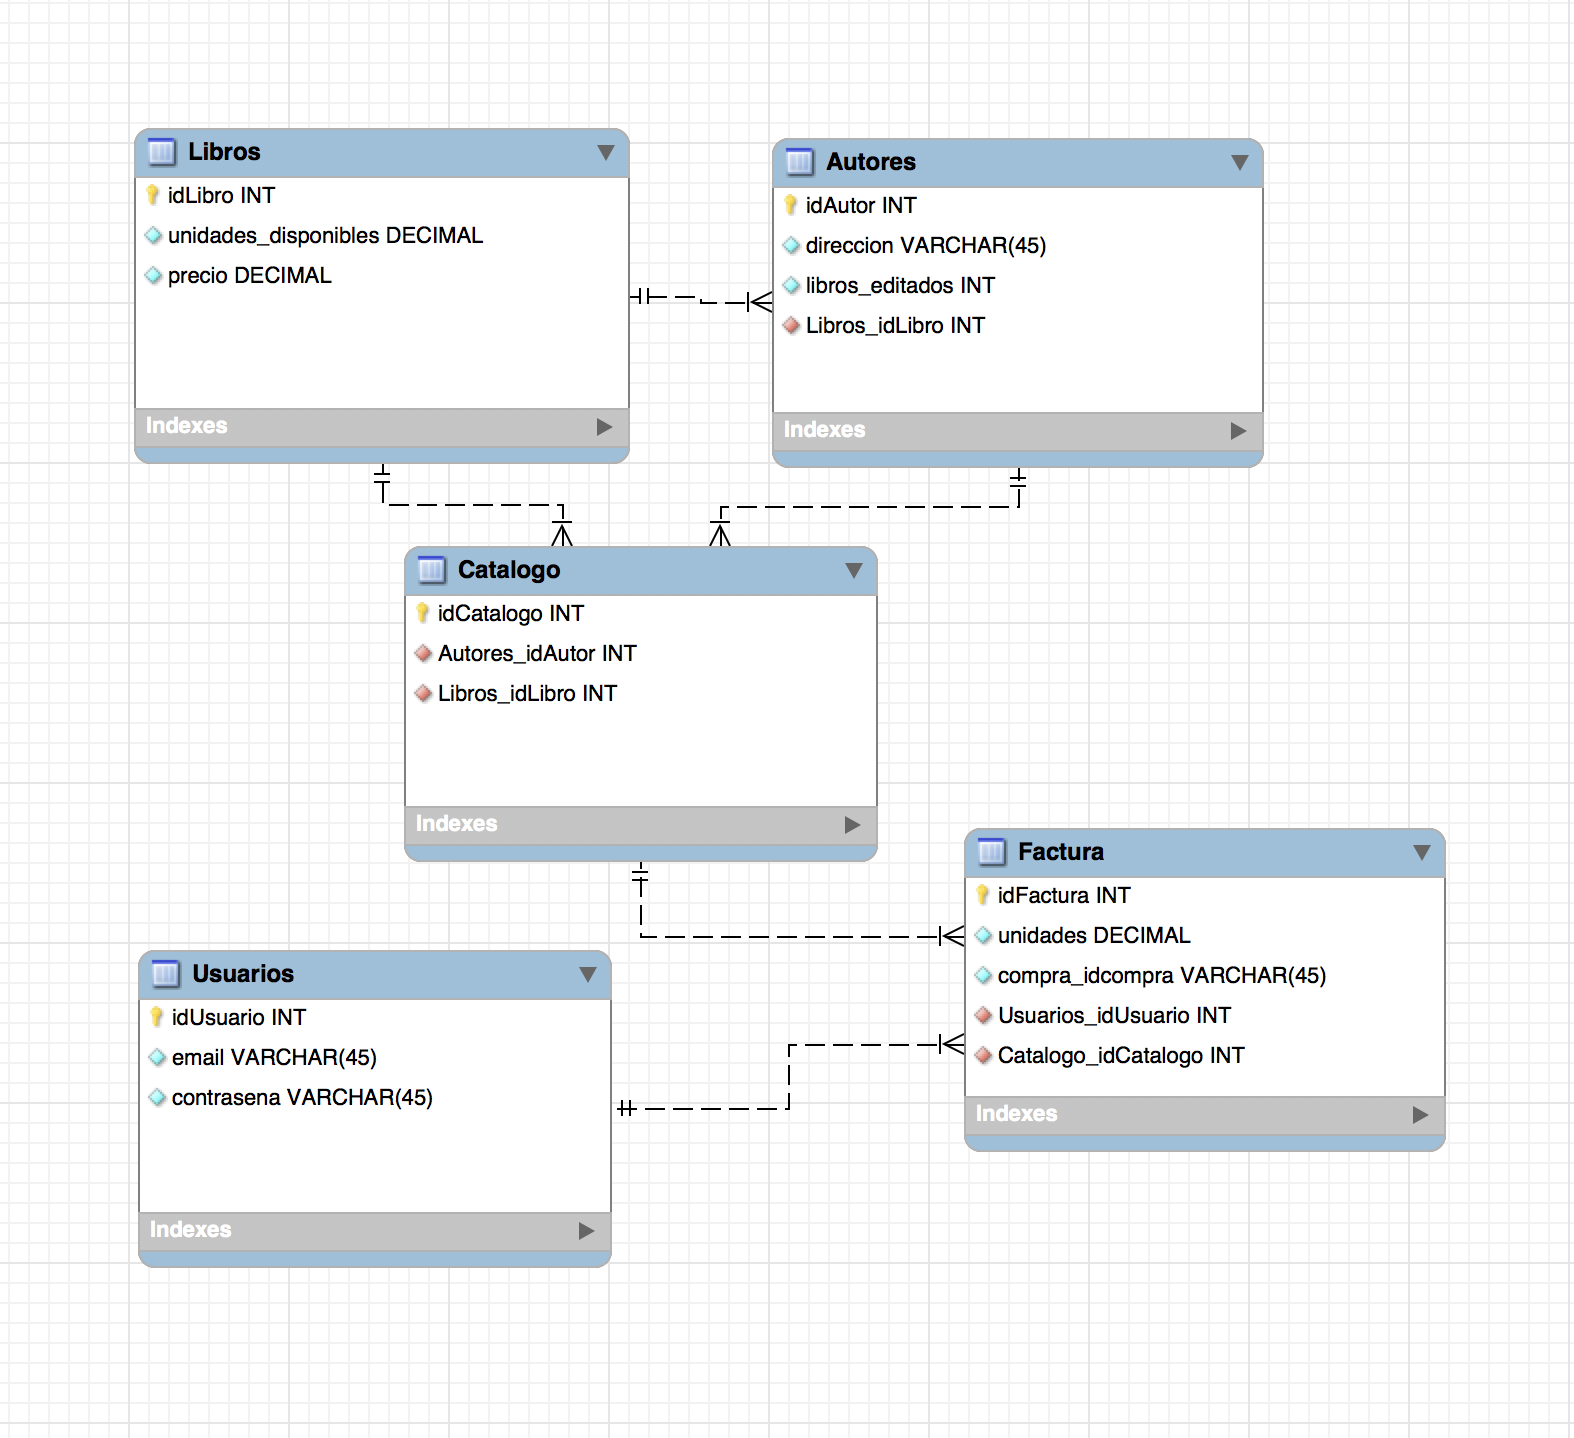 Libros
idLibro INT
unidades_disponibles DECIMAL
precio DECIMAL
Indexes
Autores
idAutor INT
direccion VARCHAR(45)
libros_editados INT
Libros_idLibro INT
Indexes
Catalogo
idCatalogo INT
Autores_idAutor INT
Libros_idLibro INT
Indexes
Factura
idFactura INT
unidades DECIMAL
compra_idcompra VARCHAR(45)
Usuarios_idUsuario INT
Catalogo_idCatalogo INT
Indexes
Usuarios
idUsuario INT
email VARCHAR(45)
contrasena VARCHAR(45)
Indexes